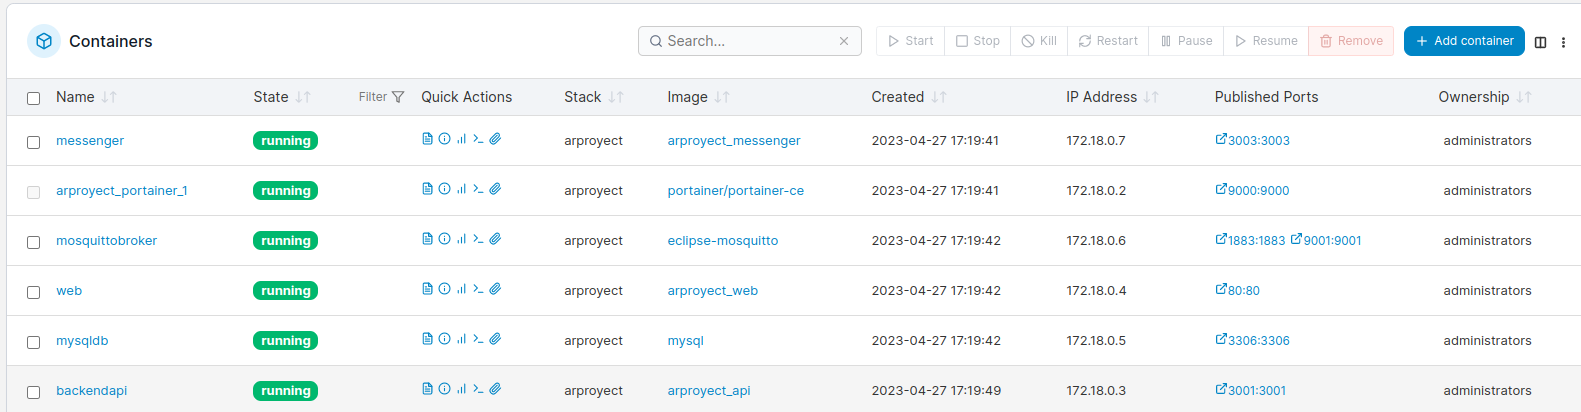 Containers Search... Start Stop Kill Restart Pause Resume Remove + Add container
Name State Filter Quick Actions Stack Image Created IP Address Published Ports Ownership
messenger running arproyect arproyect_messenger 2023-04-27 17:19:41 172.18.0.7 3003:3003 administrators
arproyect_portainer_1 running arproyect portainer/portainer-ce 2023-04-27 17:19:41 172.18.0.2 9000:9000 administrators
mosquittobroker running arproyect eclipse-mosquitto 2023-04-27 17:19:42 172.18.0.6 1883:1883 9001:9001 administrators
web running arproyect arproyect_web 2023-04-27 17:19:42 172.18.0.4 80:80 administrators
mysqldb running arproyect mysql 2023-04-27 17:19:42 172.18.0.5 3306:3306 administrators
backendapi running arproyect arproyect_api 2023-04-27 17:19:49 172.18.0.3 3001:3001 administrators